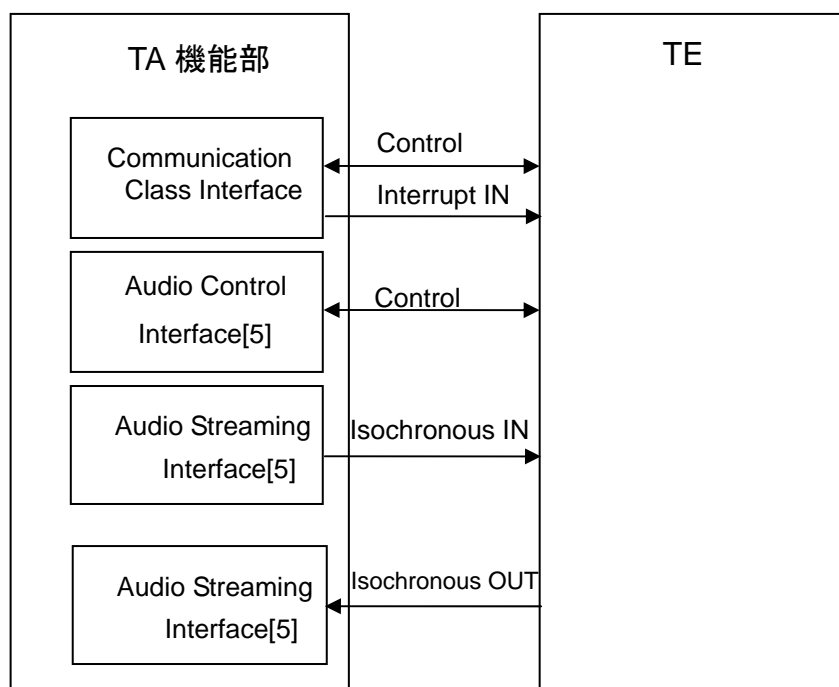 TA 機能部
TE
Communication
Class Interface
Control
Interrupt IN
Audio Control
Interface[5]
Control
Audio Streaming
Interface[5]
Isochronous IN
Audio Streaming
Interface[5]
Isochronous OUT